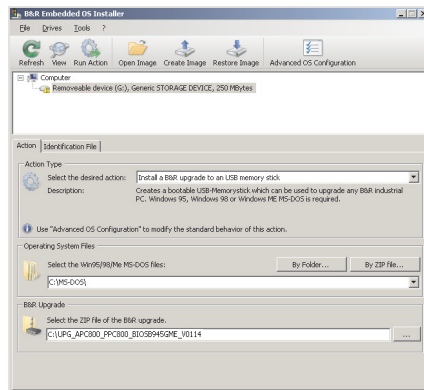 B&R Embedded OS Installer
File Drives Tools ?
Refresh View Run Action Open Image Create Image Restore Image Advanced OS Configuration
Computer
Removeable device (G:), Generic STORAGE DEVICE, 250 MBytes
Action Identification File
Action Type
Select the desired action: Install a B&R upgrade to an USB memory stick
Description: Creates a bootable USB-Memorystick which can be used to upgrade any B&R industrial
PC. Windows 95, Windows 98 or Windows ME MS-DOS is required.
Use "Advanced OS Configuration" to modify the standard behavior of this action.
Operating System Files
Select the Win95/98/Me MS-DOS files: By Folder... By ZIP file...
C:\MS-DOS\
B&R Upgrade
Select the ZIP file of the B&R upgrade.
C:\UPG_APC800_PPC800_BIOSB945GME_V0114 ...